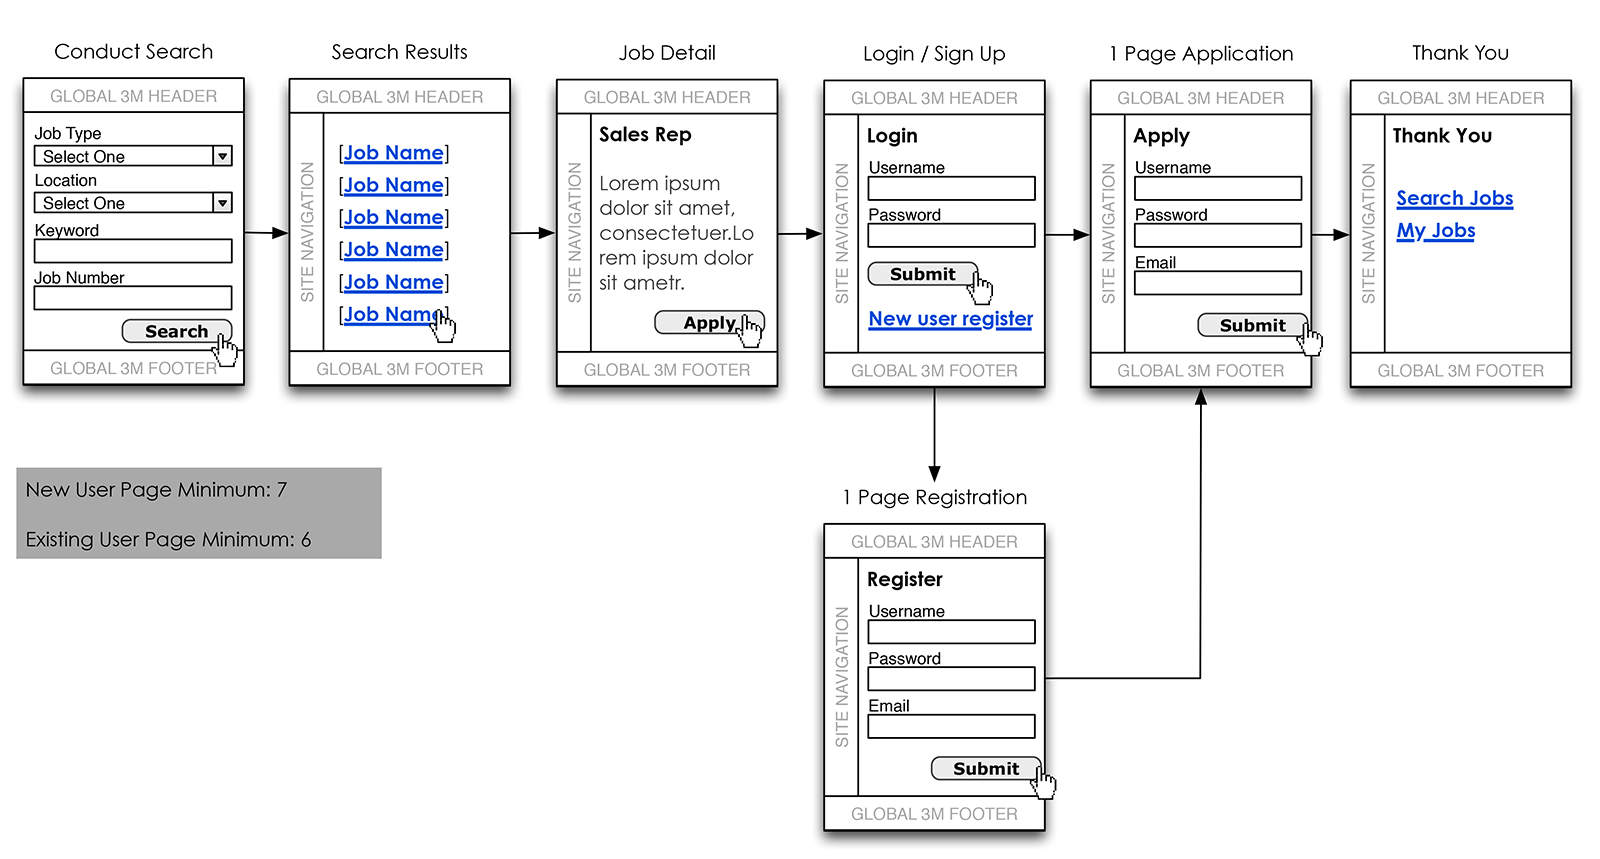 Conduct Search
GLOBAL 3M HEADER
Job Type
Select One
Location
Select One
Keyword
Job Number
Search
GLOBAL 3M FOOTER
Search Results
GLOBAL 3M HEADER
SITE NAVIGATION
[Job Name]
[Job Name]
[Job Name]
[Job Name]
[Job Name]
[Job Name]
GLOBAL 3M FOOTER
Job Detail
GLOBAL 3M HEADER
SITE NAVIGATION
Sales Rep
Lorem ipsum
dolor sit amet,
consectetuer.Lo
rem ipsum dolor
sit ametr.
Apply
GLOBAL 3M FOOTER
Login / Sign Up
GLOBAL 3M HEADER
SITE NAVIGATION
Login
Username
Password
Submit
New user register
GLOBAL 3M FOOTER
1 Page Application
GLOBAL 3M HEADER
SITE NAVIGATION
Apply
Username
Password
Email
Submit
GLOBAL 3M FOOTER
Thank You
GLOBAL 3M HEADER
SITE NAVIGATION
Thank You
Search Jobs
My Jobs
GLOBAL 3M FOOTER
New User Page Minimum: 7
Existing User Page Minimum: 6
1 Page Registration
GLOBAL 3M HEADER
SITE NAVIGATION
Register
Username
Password
Email
Submit
GLOBAL 3M FOOTER